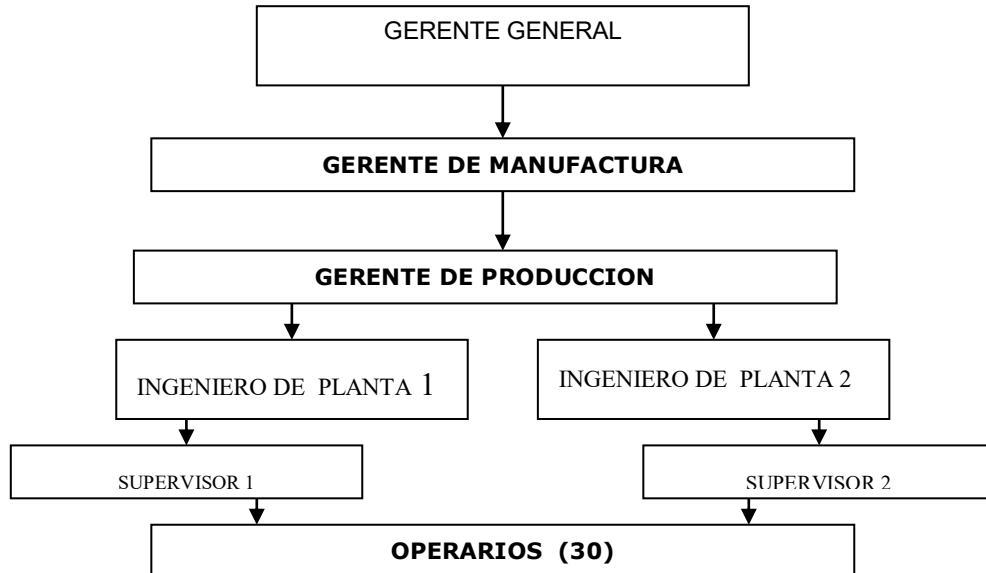 GERENTE GENERAL
GERENTE DE MANUFACTURA
GERENTE DE PRODUCCION
INGENIERO DE PLANTA 1
INGENIERO DE PLANTA 2
SUPERVISOR 1
SUPERVISOR 2
OPERARIOS (30)